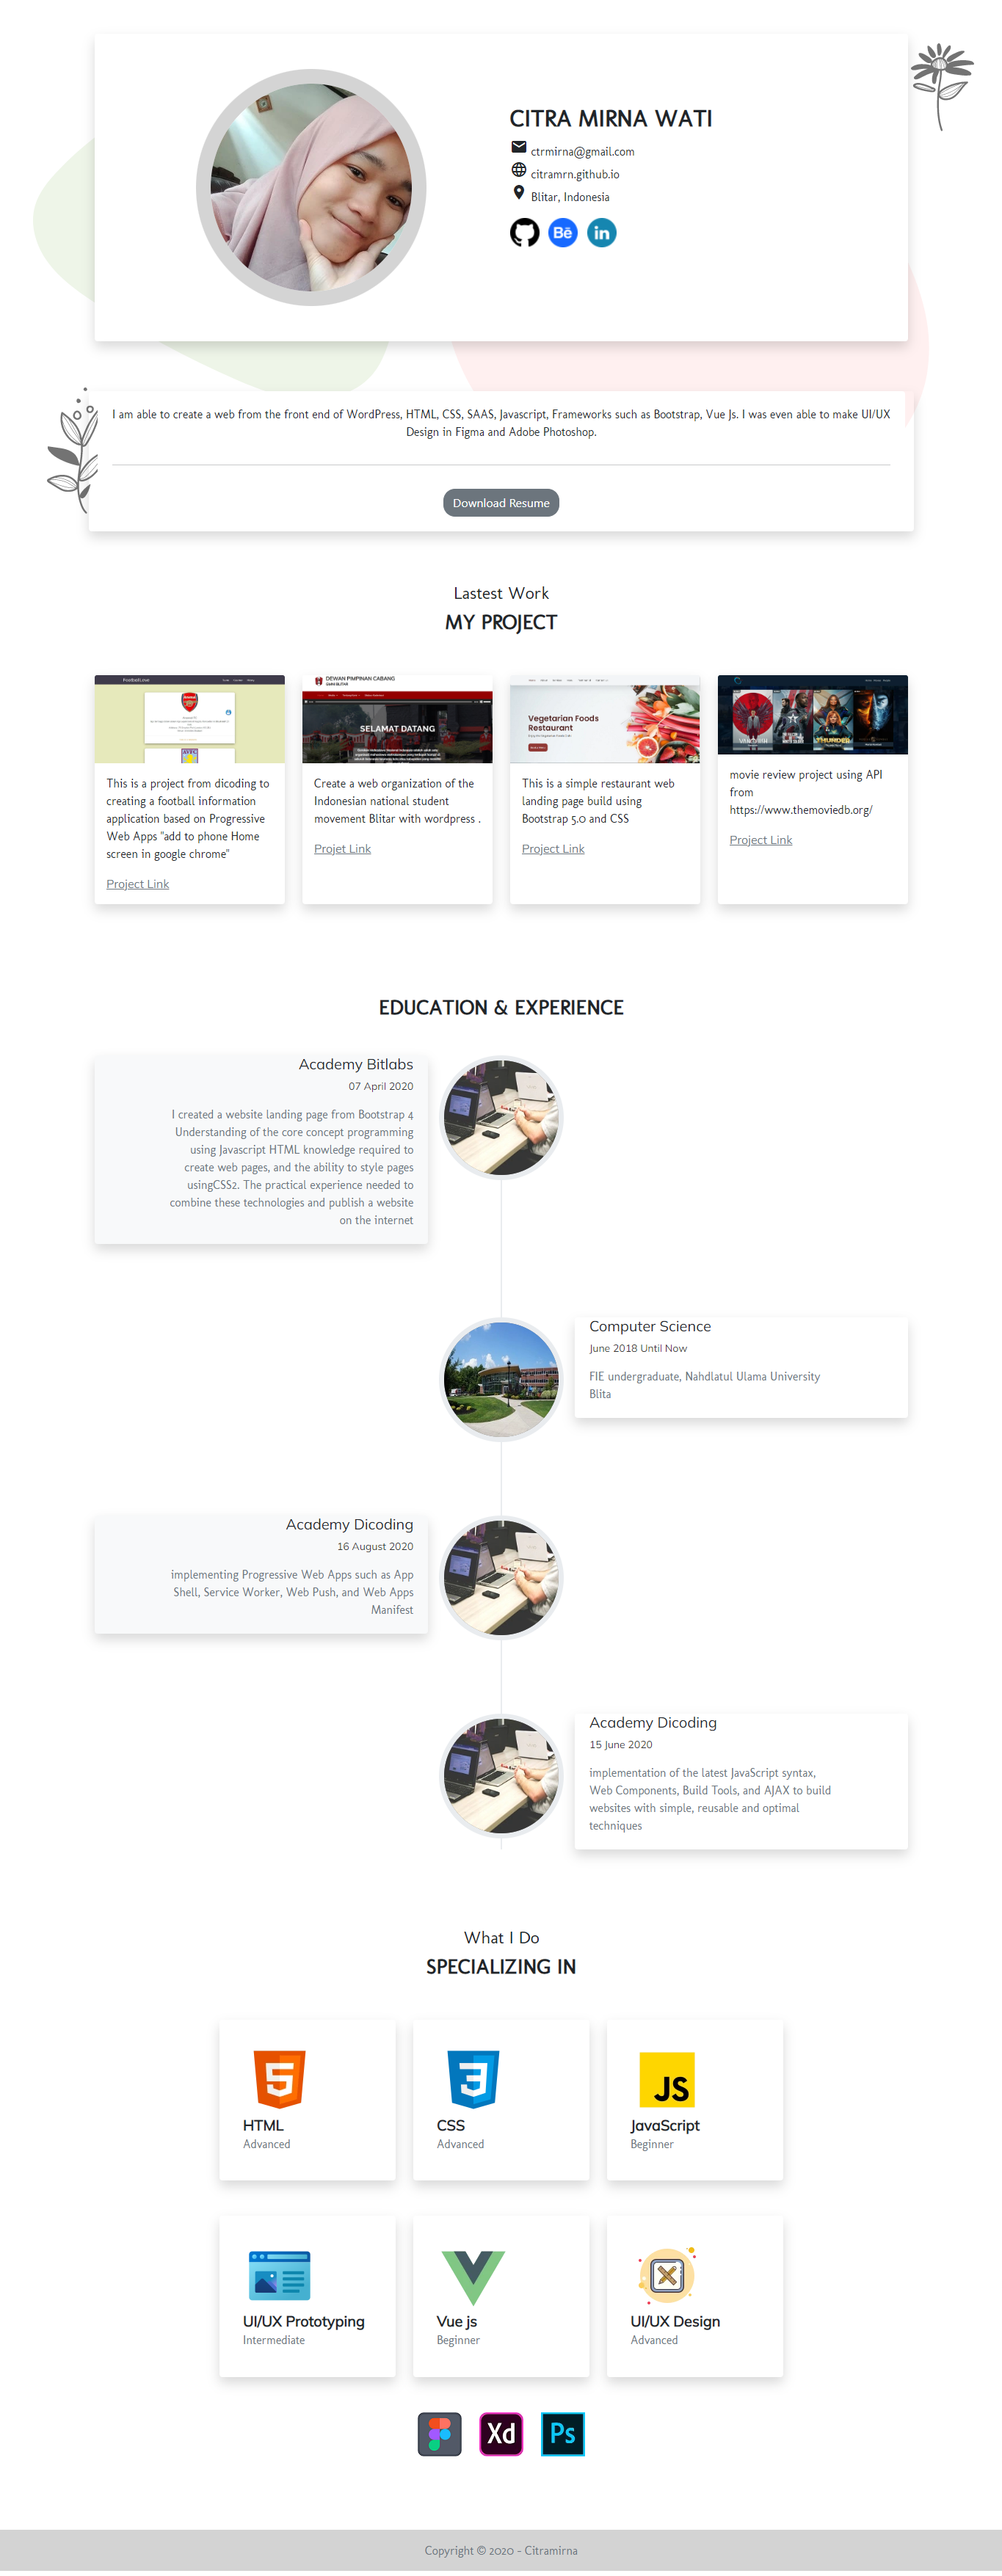 CITRA MIRNA WATI
ctrmirna@gmail.com
citramrn.github.io
Blitar, Indonesia
Bē
in
I am able to create a web from the front end of WordPress, HTML, CSS, SAAS, Javascript, Frameworks such as Bootstrap, Vue Js. I was even able to make UI/UX
Design in Figma and Adobe Photoshop.
Download Resume
Lastest Work
MY PROJECT
DEWAN PIMPINAN CABANG
SELAMAT DATANG
Vegetarian Foods
Restaurant
This is a project from dicoding to
creating a football information
application based on Progressive
Web Apps "add to phone Home
screen in google chrome"
Project Link
Create a web organization of the
Indonesian national student
movement Blitar with wordpress .
Projet Link
This is a simple restaurant web
landing page build using
Bootstrap 5.0 and CSS
Project Link
movie review project using API
from
https://www.themoviedb.org/
Project Link
EDUCATION & EXPERIENCE
Academy Bitlabs
07 April 2020
I created a website landing page from Bootstrap 4
Understanding of the core concept programming
using Javascript HTML knowledge required to
create web pages, and the ability to style pages
usingCSS2. The practical experience needed to
combine these technologies and publish a website
on the internet
Computer Science
June 2018 Until Now
FIE undergraduate, Nahdlatul Ulama University
Blita
Academy Dicoding
16 August 2020
implementing Progressive Web Apps such as App
Shell, Service Worker, Web Push, and Web Apps
Manifest
Academy Dicoding
15 June 2020
implementation of the latest JavaScript syntax,
Web Components, Build Tools, and AJAX to build
websites with simple, reusable and optimal
techniques
What I Do
SPECIALIZING IN
5
HTML
Advanced
3
CSS
Advanced
JS
JavaScript
Beginner
UI/UX Prototyping
Intermediate
Vue js
Beginner
UI/UX Design
Advanced
Xd
Ps
Copyright © 2020 - Citramirna